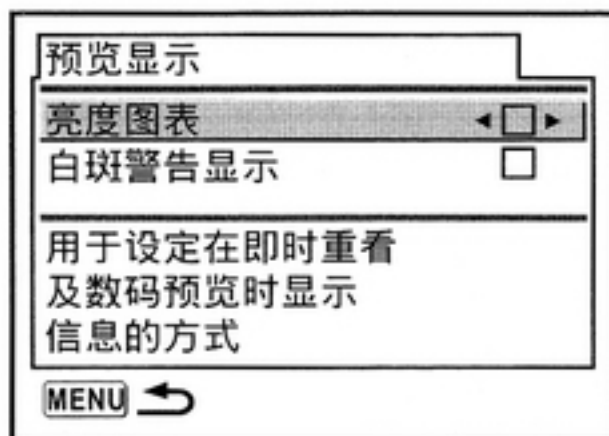 预览显示
亮度图表
白斑警告显示
用于设定在即时重看
及数码预览时显示
信息的方式
MENU